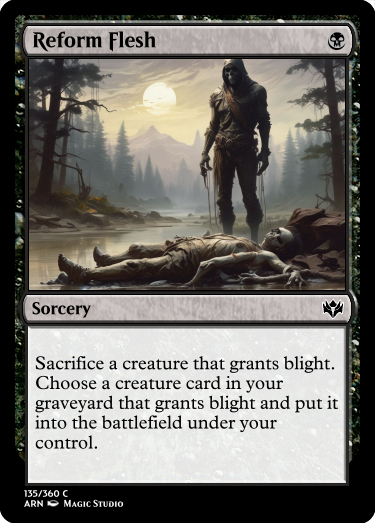 Reform Flesh
Sorcery
Sacrifice a creature that grants blight.
Choose a creature card in your
graveyard that grants blight and put it
into the battlefield under your
control.
135/360 C
ARN Magic Studio